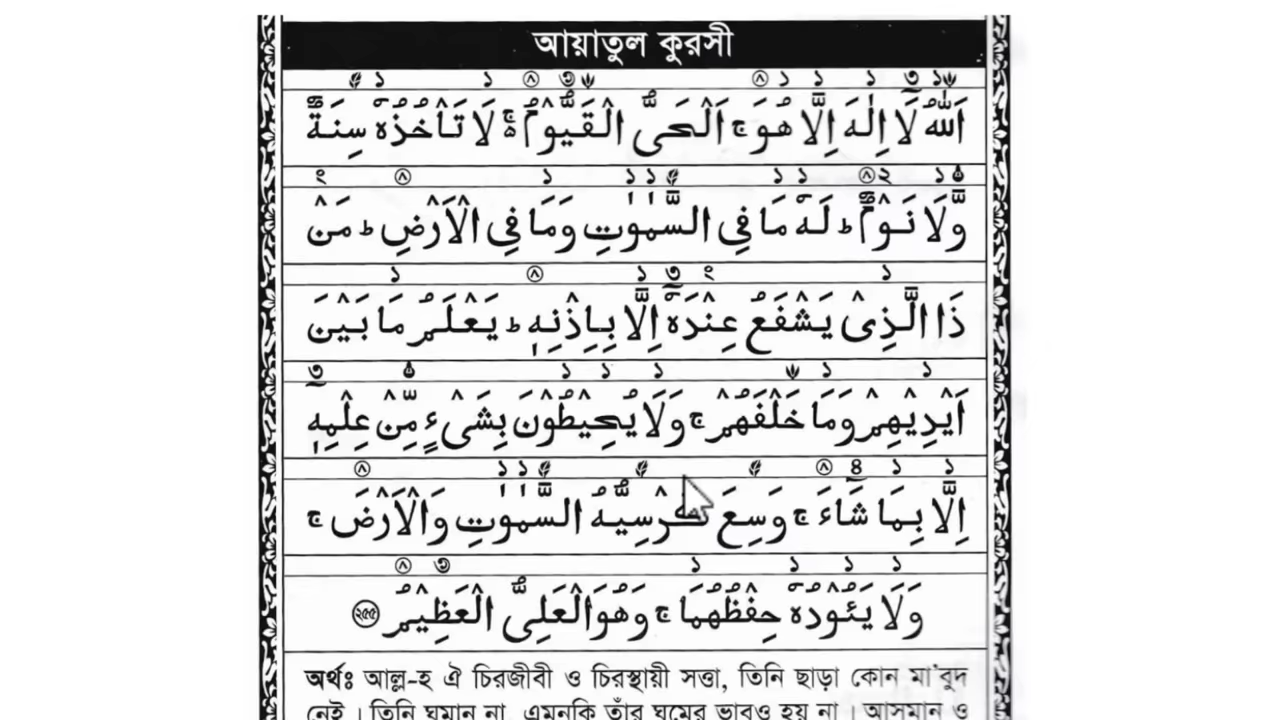 আয়াতুল কুরসী
اَللّٰهُ لَاۤ اِلٰهَ اِلَّا هُوَ ۚ اَلْحَیُّ الْقَیُّوْمُ ۚ۬ لَا تَاْخُذُهٗ سِنَةٌ
وَّلَا نَوْمٌ ؕ لَهٗ مَا فِی السَّمٰوٰتِ وَمَا فِی الْاَرْضِ ؕ مَنْ
ذَا الَّذِیْ یَشْفَعُ عِنْدَهٗۤ اِلَّا بِاِذْنِهٖ ؕ یَعْلَمُ مَا بَیْنَ
اَیْدِیْهِمْ وَمَا خَلْفَهُمْ ۚ وَلَا یُحِیْطُوْنَ بِشَیْءٍ مِّنْ عِلْمِهٖۤ
اِلَّا بِمَا شَآءَ ۚ وَسِعَ كُرْسِیُّهُ السَّمٰوٰتِ وَالْاَرْضَ ۚ
وَلَا یَـُٔوْدُهٗ حِفْظُهُمَا ۚ وَهُوَ الْعَلِیُّ الْعَظِیْمُ ২৫৫
অর্থঃ আল্ল-হ ঐ চিরজীবী ও চিরস্থায়ী সত্তা, তিনি ছাড়া কোন মা'বুদ
নেই । তিনি ঘুমান না, এমনকি তাঁর ঘুমের ভাবও হয় না । আসমান ও